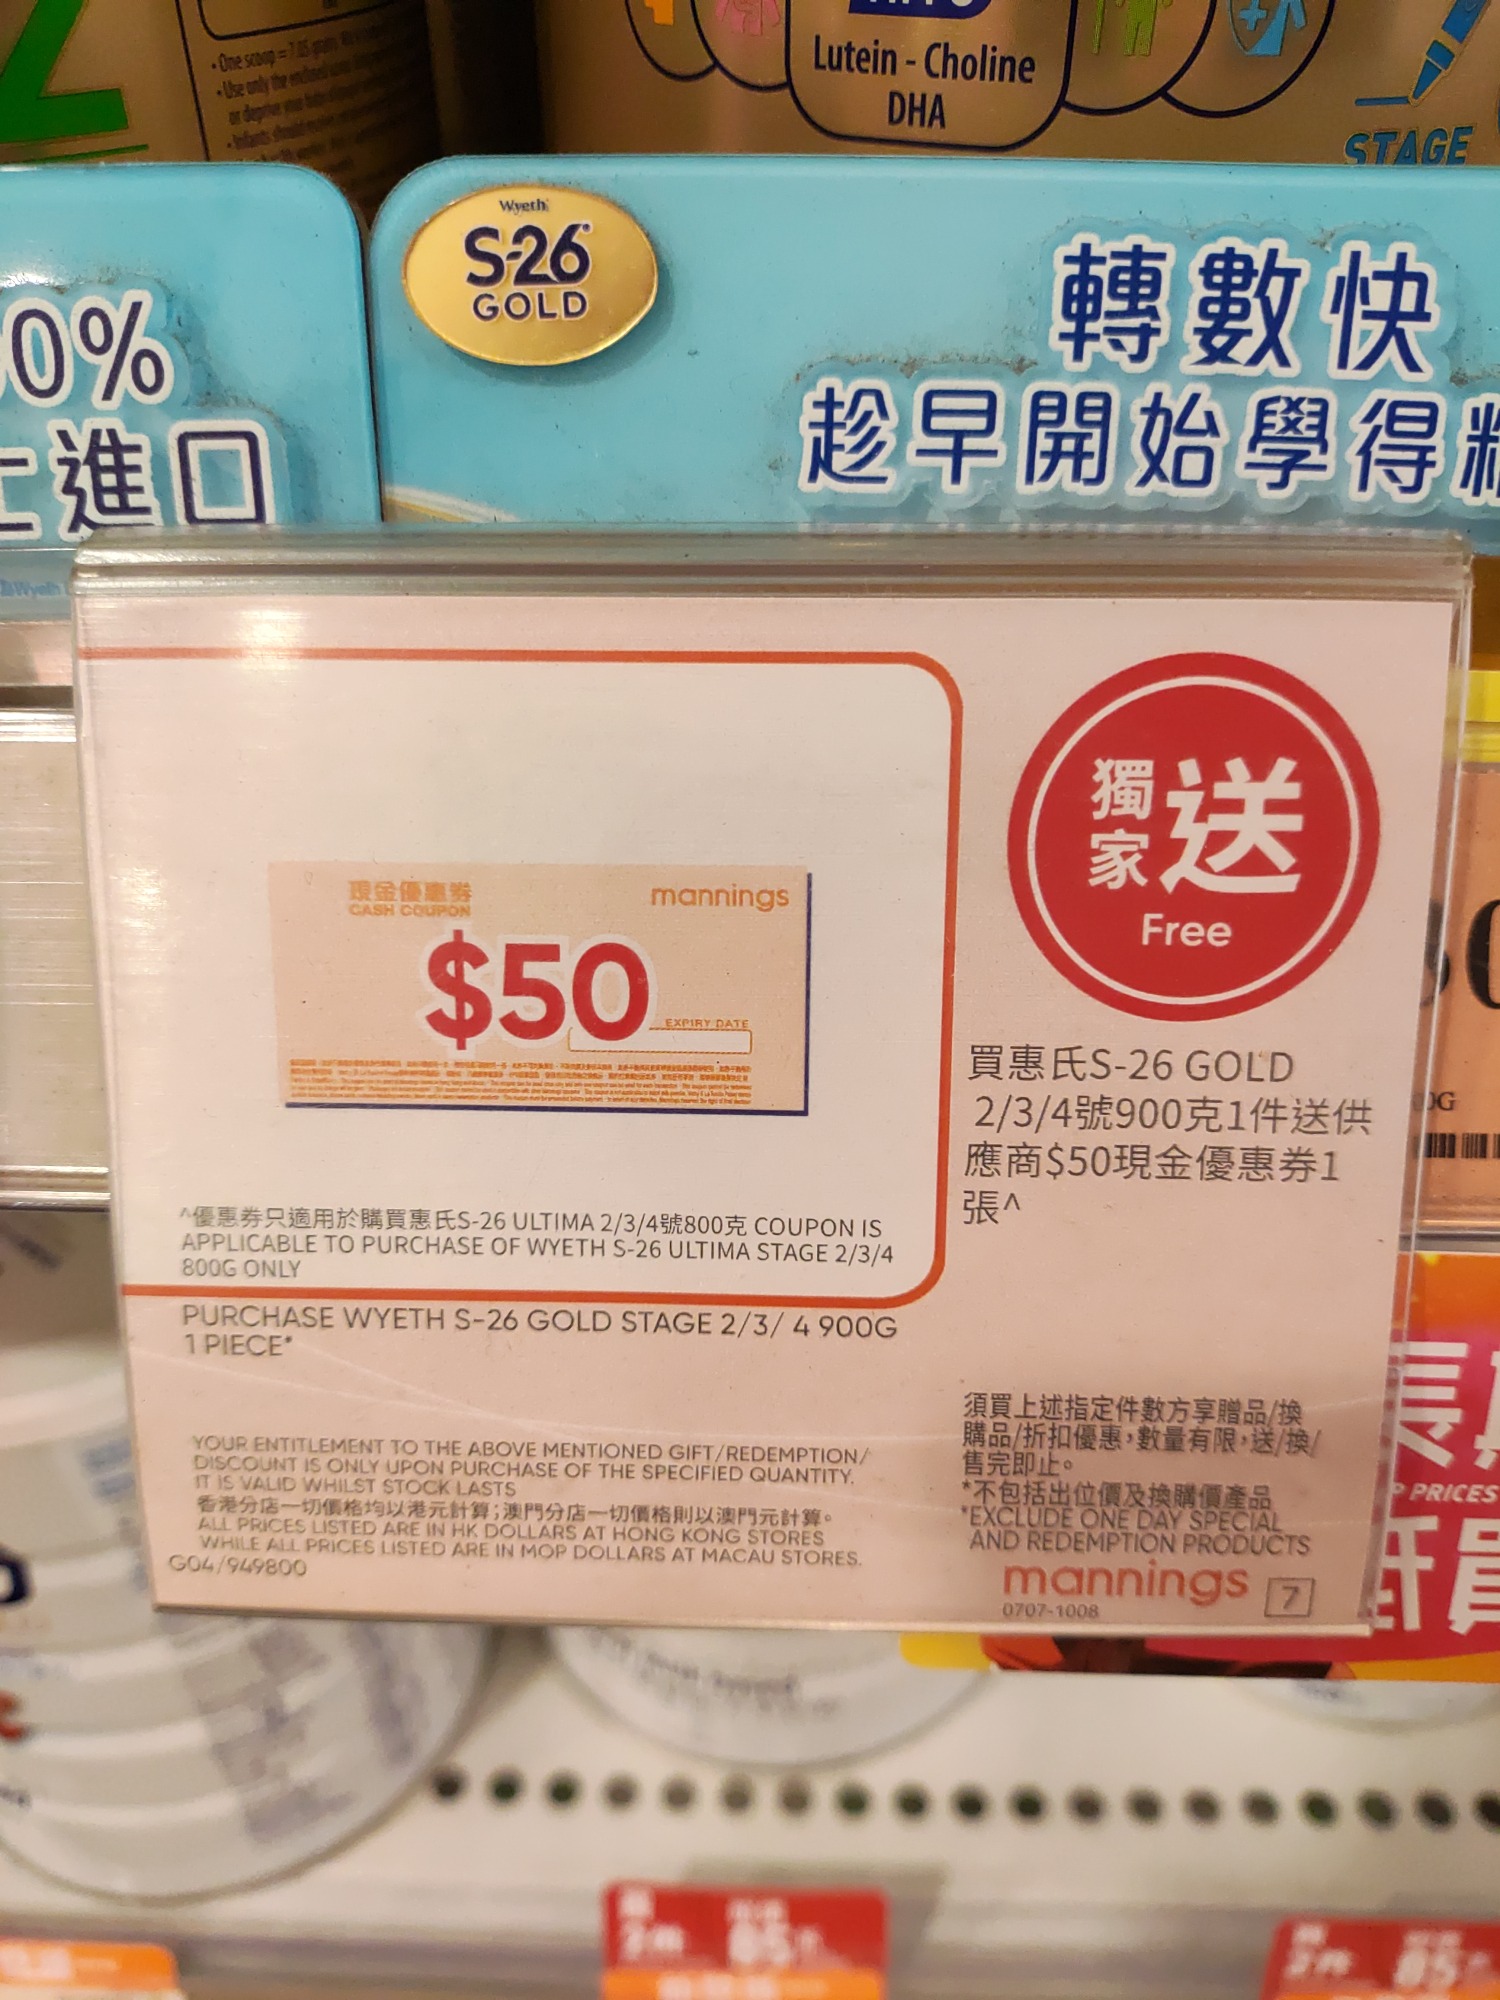 • One scoop = 7.05 gram
• Use only the enclosed
Lutein - Choline
DHA
STAGE
Wyeth
S-26
GOLD
0%
進口
轉數快
趁早開始學得
現金優惠券
CASH COUPON
mannings
$50
EXPIRY DATE
^優惠券只適用於購買惠氏S-26 ULTIMA 2/3/4號800克 COUPON IS
APPLICABLE TO PURCHASE OF WYETH S-26 ULTIMA STAGE 2/3/4
800G ONLY
PURCHASE WYETH S-26 GOLD STAGE 2/3/ 4 900G
1 PIECE*
獨家送
Free
買惠氏S-26 GOLD
2/3/4號900克1件送供
應商$50現金優惠券1
張^
YOUR ENTITLEMENT TO THE ABOVE MENTIONED GIFT/REDEMPTION/
DISCOUNT IS ONLY UPON PURCHASE OF THE SPECIFIED QUANTITY.
IT IS VALID WHILST STOCK LASTS
香港分店一切價格均以港元計算;澳門分店一切價格則以澳門元計算。
ALL PRICES LISTED ARE IN HK DOLLARS AT HONG KONG STORES
WHILE ALL PRICES LISTED ARE IN MOP DOLLARS AT MACAU STORES.
G04/949800
須買上述指定件數方享贈品/換
購品/折扣優惠,數量有限,送/換/
售完即止。
*不包括出位價及換購價產品
*EXCLUDE ONE DAY SPECIAL
AND REDEMPTION PRODUCTS
mannings 7
0707-1008
PRICES